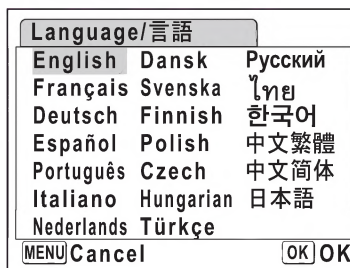 Language/言語
English Dansk Русский
Français Svenska ไทย
Deutsch Finnish 한국어
Español Polish 中文繁體
Português Czech 中文简体
Italiano Hungarian 日本語
Nederlands Türkçe
MENU Cancel OK OK